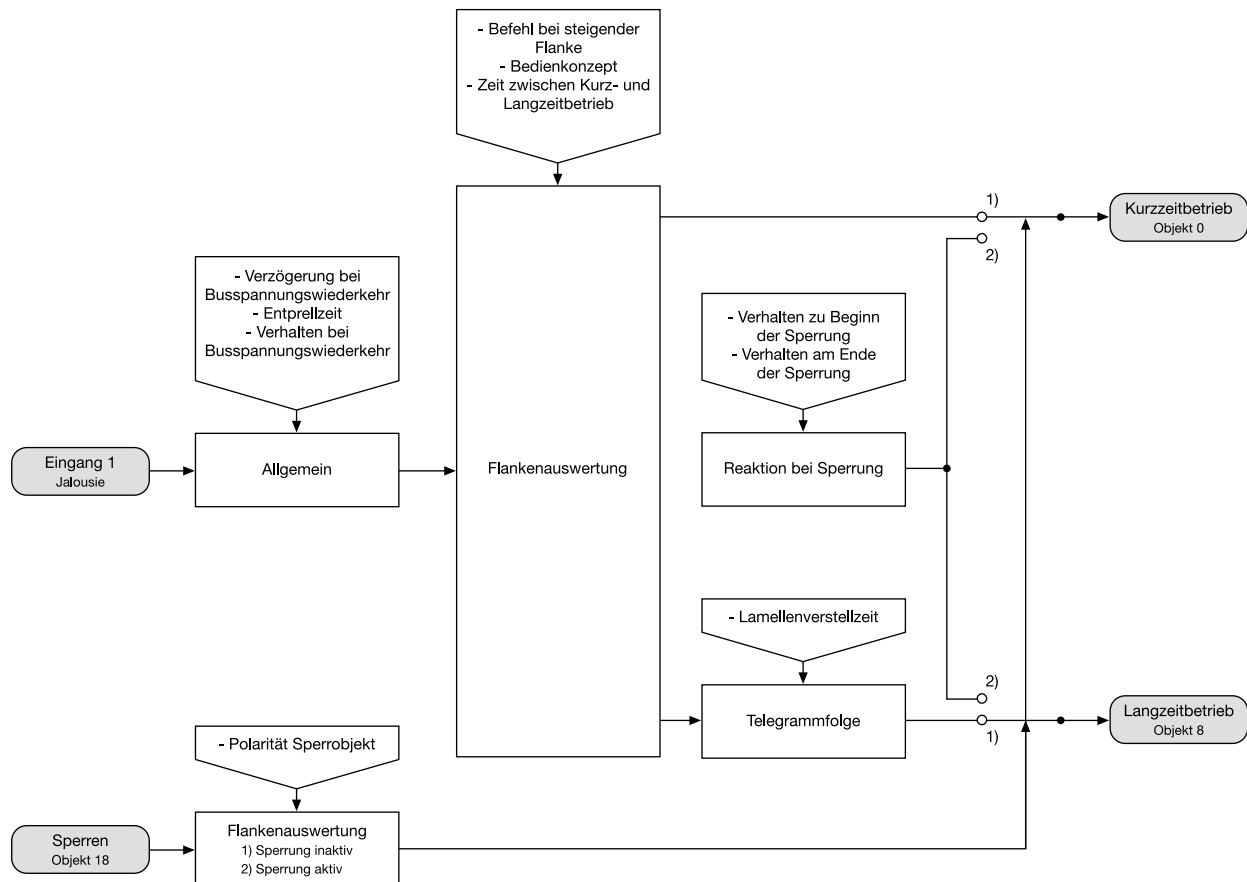 - Befehl bei steigender
Flanke
- Bedienkonzept
- Zeit zwischen Kurz- und
Langzeitbetrieb
1)
Kurzzeitbetrieb
Objekt 0
2)
- Verzögerung bei
Busspannungswiederkehr
- Entprellzeit
- Verhalten bei
Busspannungswiederkehr
- Verhalten zu Beginn
der Sperrung
- Verhalten am Ende
der Sperrung
Eingang 1
Jalousie
Allgemein
Flankenauswertung
Reaktion bei Sperrung
- Lamellenverstellzeit
2)
Telegrammfolge
1)
Langzeitbetrieb
Objekt 8
- Polarität Sperrobjekt
Sperren
Objekt 18
Flankenauswertung
1) Sperrung inaktiv
2) Sperrung aktiv